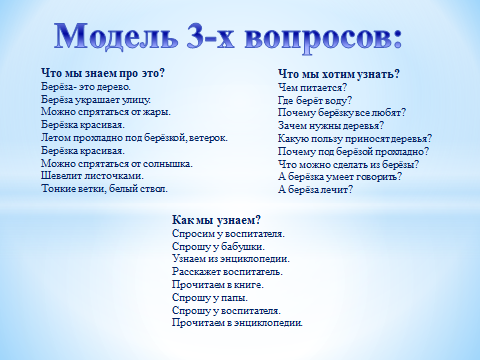 Модель 3-х вопросов:
Что мы знаем про это?
Берёза- это дерево.
Берёза украшает улицу.
Можно спрятаться от жары.
Берёзка красивая.
Летом прохладно под берёзкой, ветерок.
Берёзка красивая.
Можно спрятаться от солнышка.
Шевелит листочками.
Тонкие ветки, белый ствол.
Что мы хотим узнать?
Чем питается?
Где берёт воду?
Почему берёзку все любят?
Зачем нужны деревья?
Какую пользу приносят деревья?
Почему под берёзой прохладно?
Что можно сделать из берёзы?
А берёзка умеет говорить?
А берёза лечит?
Как мы узнаем?
Спросим у воспитателя.
Спрошу у бабушки.
Узнаем из энциклопедии.
Расскажет воспитатель.
Прочитаем в книге.
Спрошу у папы.
Спрошу у воспитателя.
Прочитаем в энциклопедии.